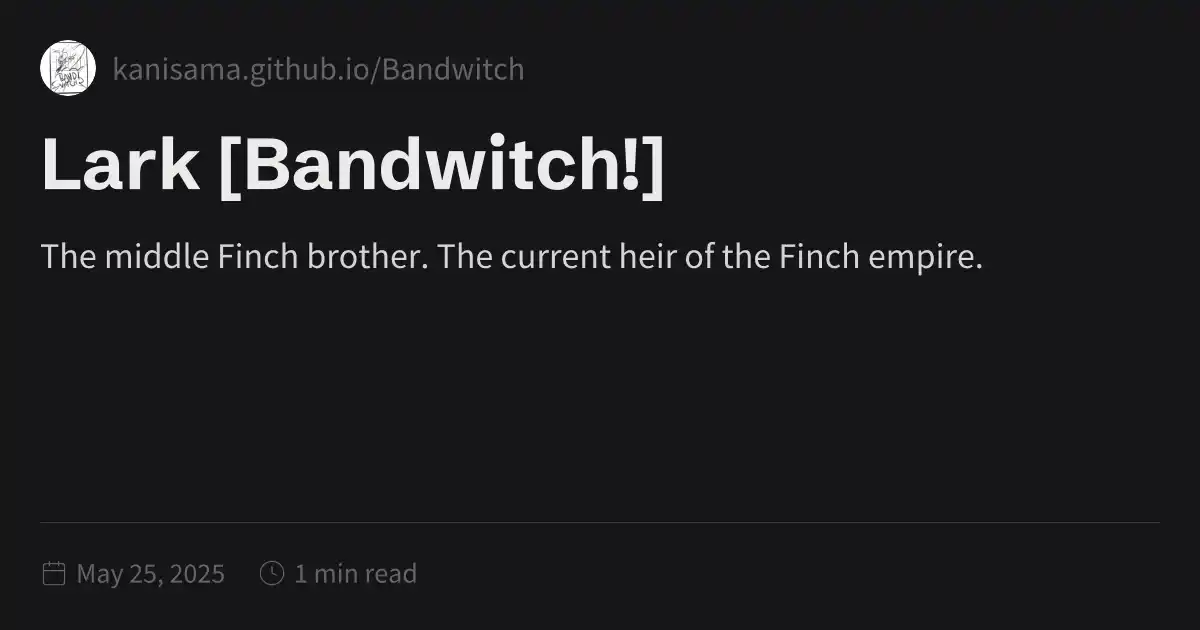 kanisama.github.io/Bandwitch
Lark [Bandwitch!]
The middle Finch brother. The current heir of the Finch empire.
May 25, 2025 1 min read